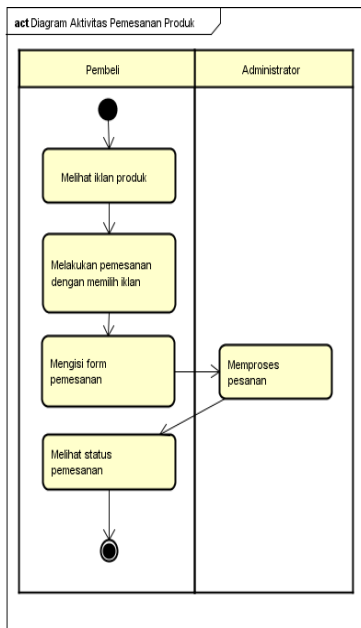 act Diagram Aktivitas Pemesanan Produk
Pembeli
Administrator
Melihat iklan produk
Melakukan pemesanan
dengan memilih iklan
Mengisi form
pemesanan
Memproses
pesanan
Melihat status
pemesanan